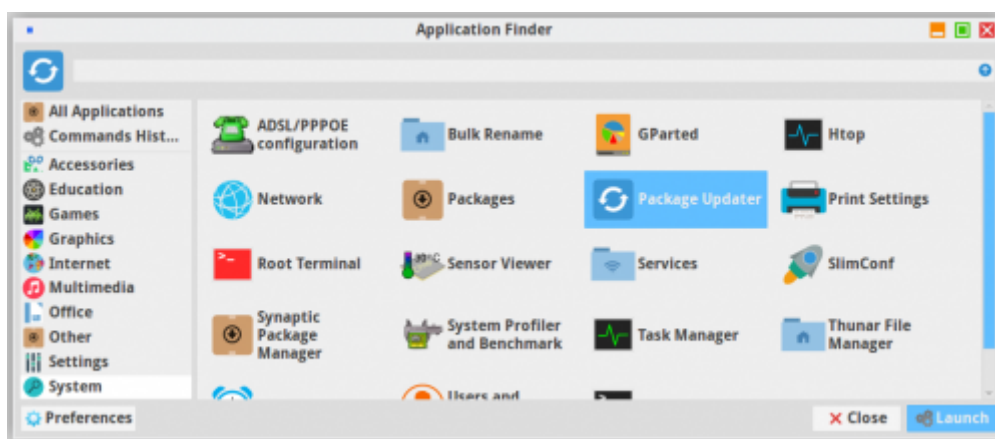 Application Finder
All Applications
Commands Hist...
Accessories
Education
Games
Graphics
Internet
Multimedia
Office
Other
Settings
System
ADSL/PPPOE
configuration
Bulk Rename
GParted
Htop
Network
Packages
Package Updater
Print Settings
Root Terminal
Sensor Viewer
Services
SlimConf
Synaptic
Package
Manager
System Profiler
and Benchmark
Task Manager
Thunar File
Manager
Users and
Preferences
Close
Launch